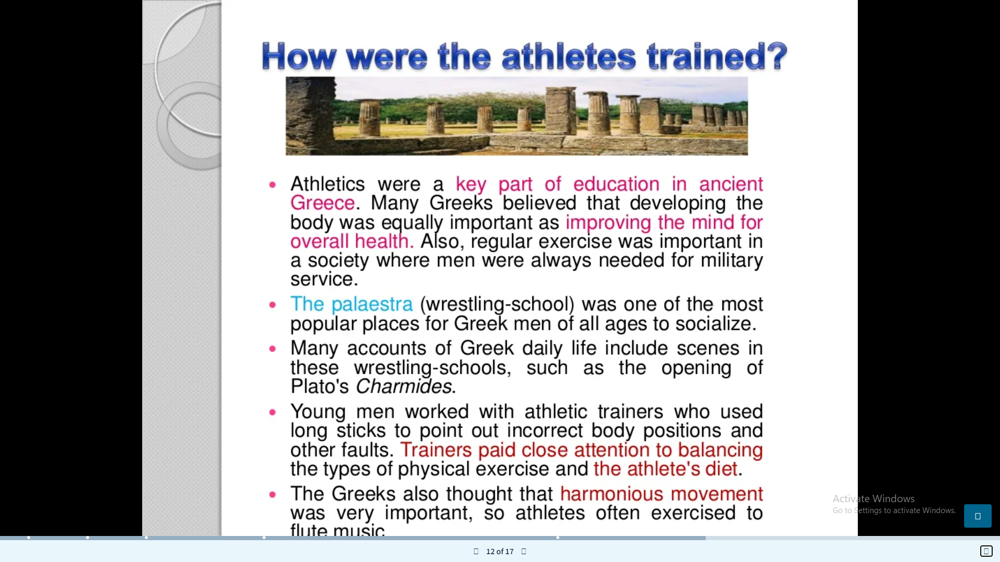 How were the athletes trained?
• Athletics were a key part of education in ancient
Greece. Many Greeks believed that developing the
body was equally important as improving the mind for
overall health. Also, regular exercise was important in
a society where men were always needed for military
service.
• The palaestra (wrestling-school) was one of the most
popular places for Greek men of all ages to socialize.
• Many accounts of Greek daily life include scenes in
these wrestling-schools, such as the opening of
Plato's Charmides.
• Young men worked with athletic trainers who used
long sticks to point out incorrect body positions and
other faults. Trainers paid close attention to balancing
the types of physical exercise and the athlete's diet.
• The Greeks also thought that harmonious movement
was very important, so athletes often exercised to
flute music
Activate Windows
Go to Settings to activate Windows.
12 of 17